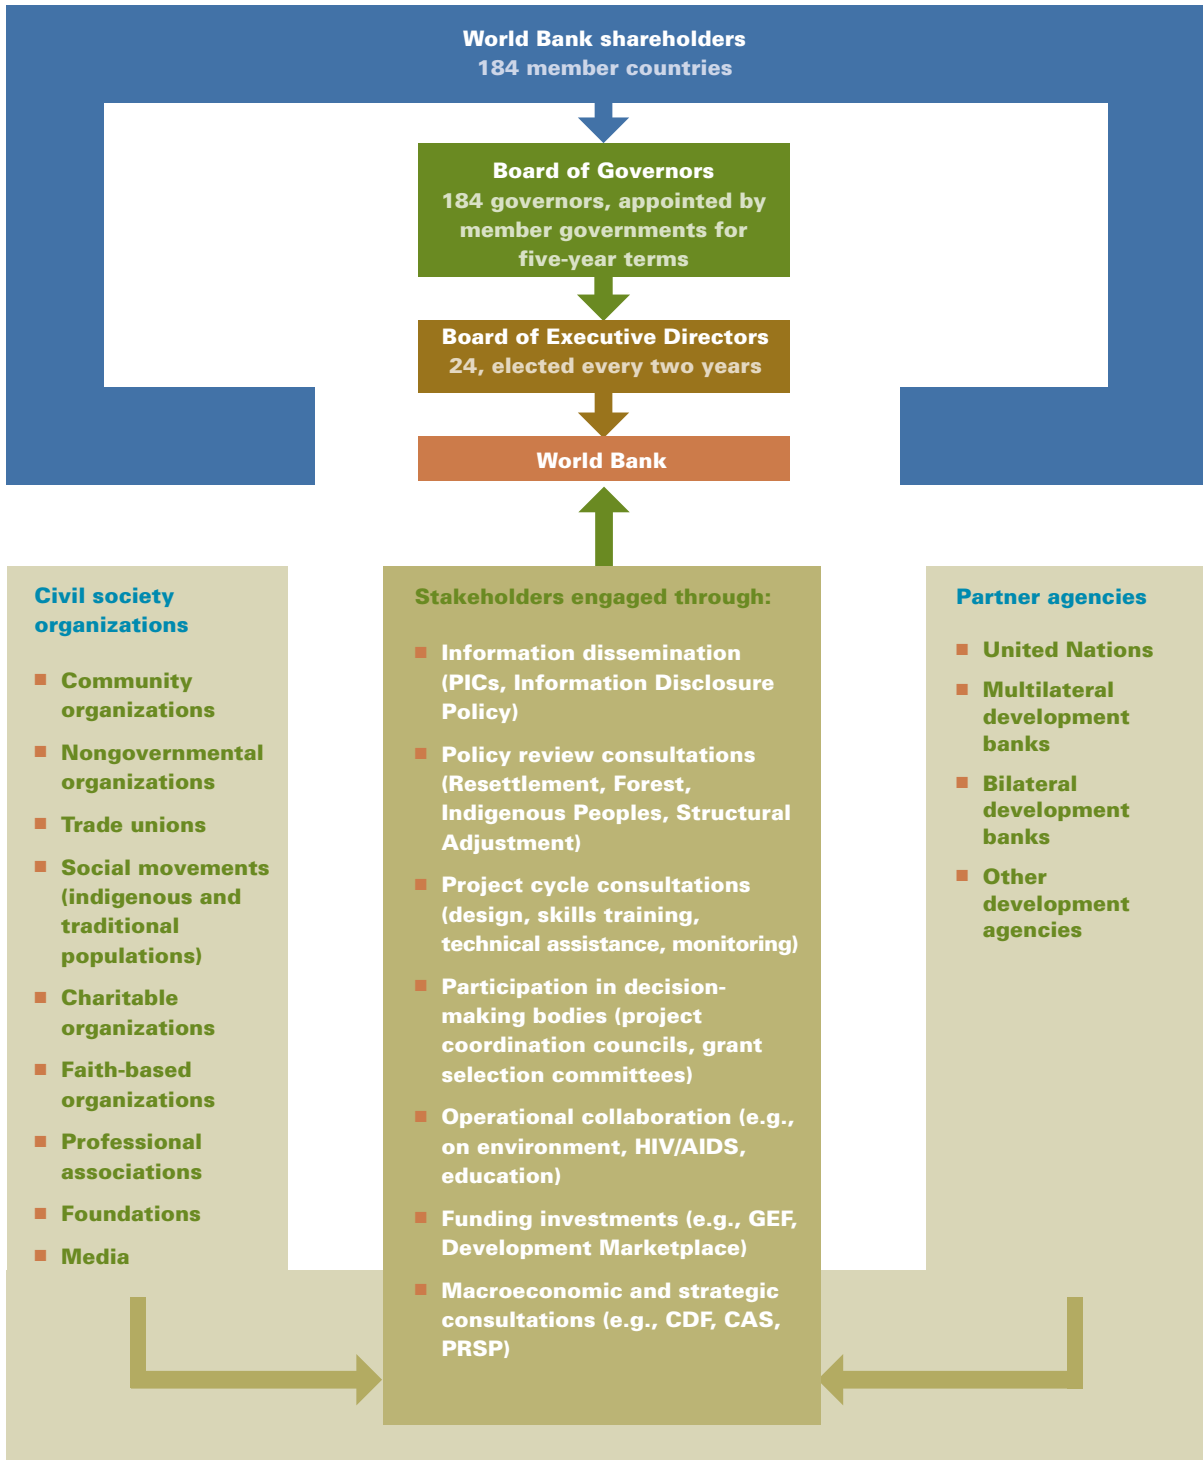 World Bank shareholders
184 member countries
Board of Governors
184 governors, appointed by
member governments for
five-year terms
Board of Executive Directors
24, elected every two years
World Bank
Civil society
organizations
■ Community
organizations
■ Nongovernmental
organizations
■ Trade unions
■ Social movements
(indigenous and
traditional
populations)
■ Charitable
organizations
■ Faith-based
organizations
■ Professional
associations
■ Foundations
■ Media
Stakeholders engaged through:
■ Information dissemination
(PICs, Information Disclosure
Policy)
■ Policy review consultations
(Resettlement, Forest,
Indigenous Peoples, Structural
Adjustment)
■ Project cycle consultations
(design, skills training,
technical assistance, monitoring)
■ Participation in decision-
making bodies (project
coordination councils, grant
selection committees)
■ Operational collaboration (e.g.,
on environment, HIV/AIDS,
education)
■ Funding investments (e.g., GEF,
Development Marketplace)
■ Macroeconomic and strategic
consultations (e.g., CDF, CAS,
PRSP)
Partner agencies
■ United Nations
■ Multilateral
development
banks
■ Bilateral
development
banks
■ Other
development
agencies